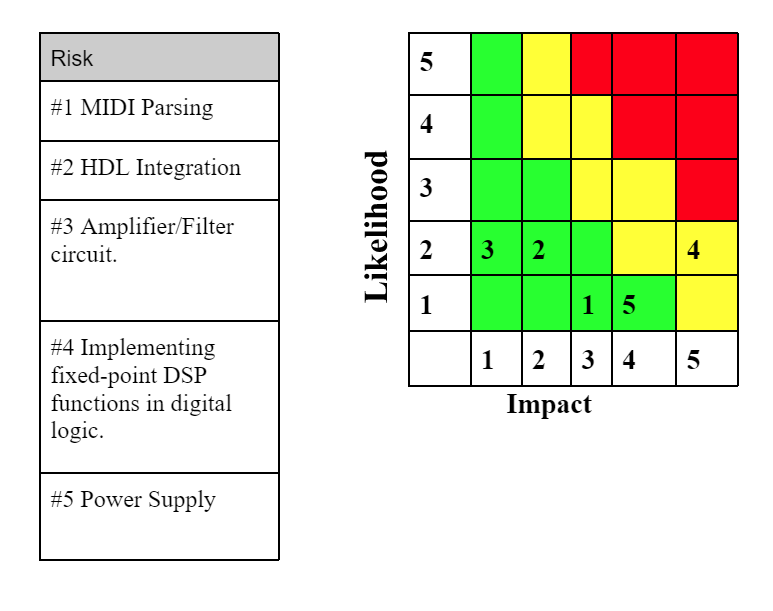 Risk
#1 MIDI Parsing
#2 HDL Integration
#3 Amplifier/Filter
circuit.
#4 Implementing
fixed-point DSP
functions in digital
logic.
#5 Power Supply
Likelihood
5
4
3
2 3 2 4
1 1 5
1 2 3 4 5
Impact